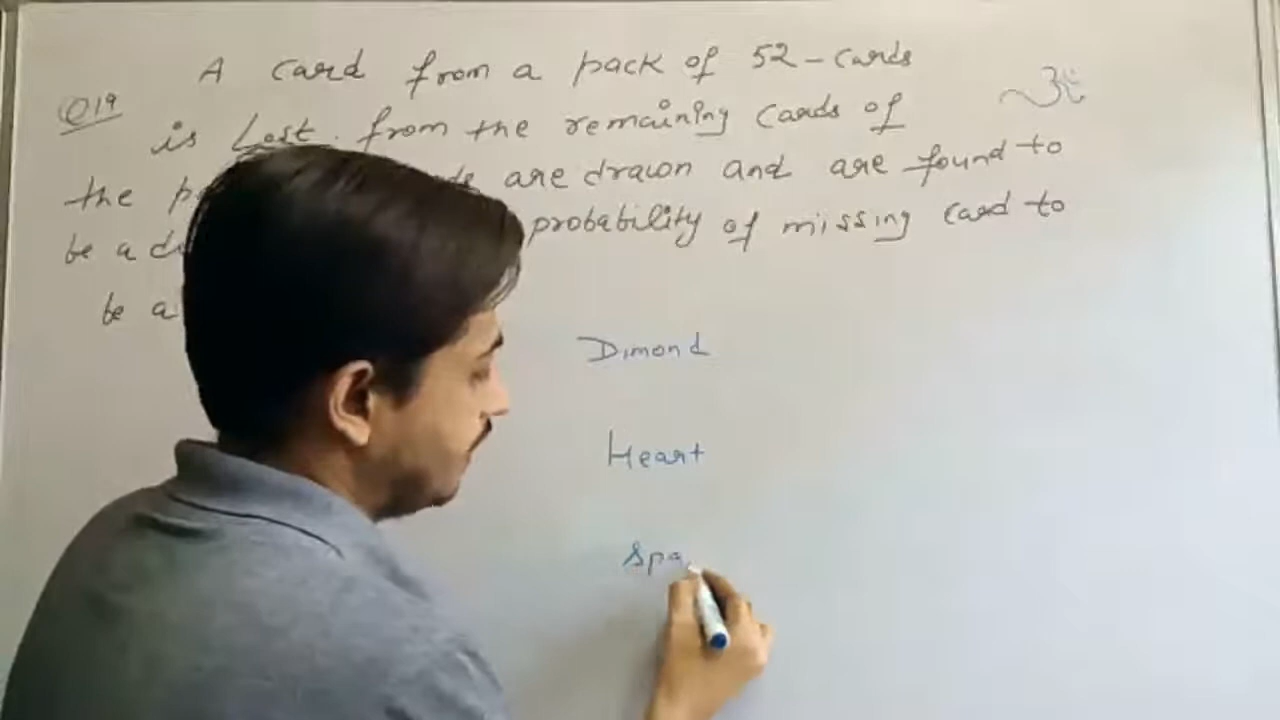 A card from a pack of 52-cards
Q19
is Lost. from the remaining cards of
the are drawn and are found to
be a probability of missing card to
be a
Dimond
Heart
Spa